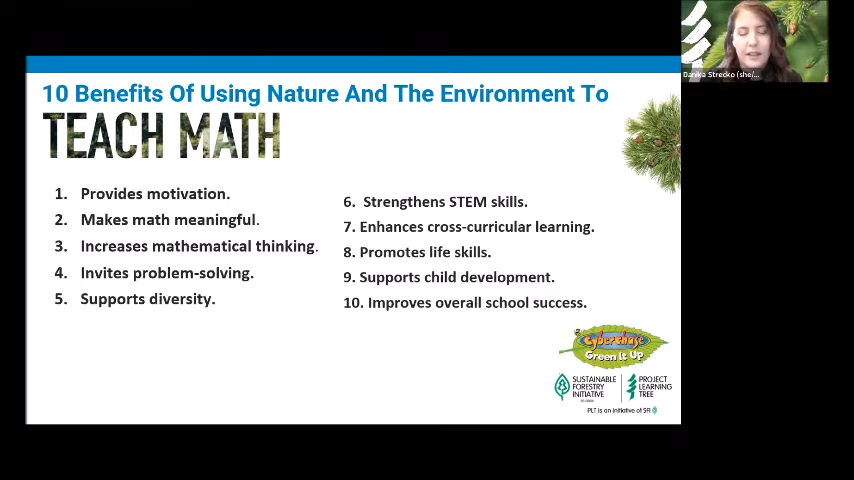 Danika Strecko (she/...
10 Benefits Of Using Nature And The Environment To
TEACH MATH
1. Provides motivation.
2. Makes math meaningful.
3. Increases mathematical thinking.
4. Invites problem-solving.
5. Supports diversity.
6. Strengthens STEM skills.
7. Enhances cross-curricular learning.
8. Promotes life skills.
9. Supports child development.
10. Improves overall school success.
Cyberchase
Green It Up
SUSTAINABLE
FORESTRY
INITIATIVE
PROJECT
LEARNING
TREE
PLT is an initiative of SFI